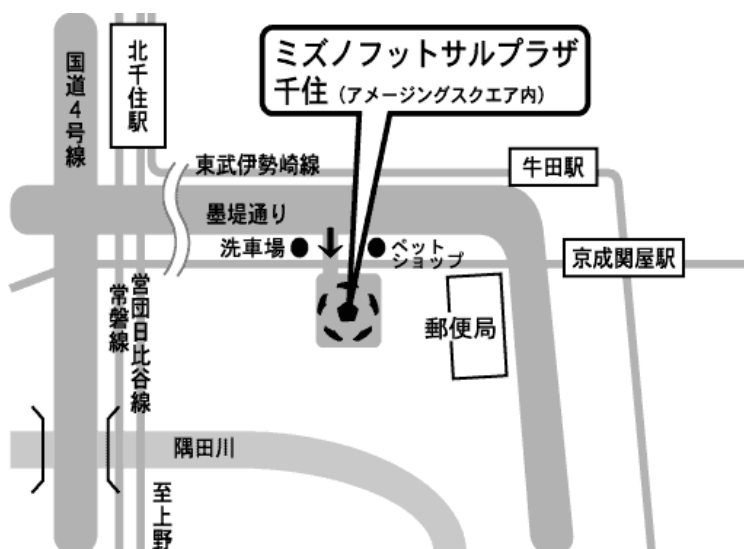 国道4号線
北千住駅
ミズノフットサルプラザ
千住（アメージングスクエア内）
東武伊勢崎線
牛田駅
墨堤通り
洗車場
ペット
ショップ
京成関屋駅
常磐線
営団日比谷線
郵便局
隅田川
至上野